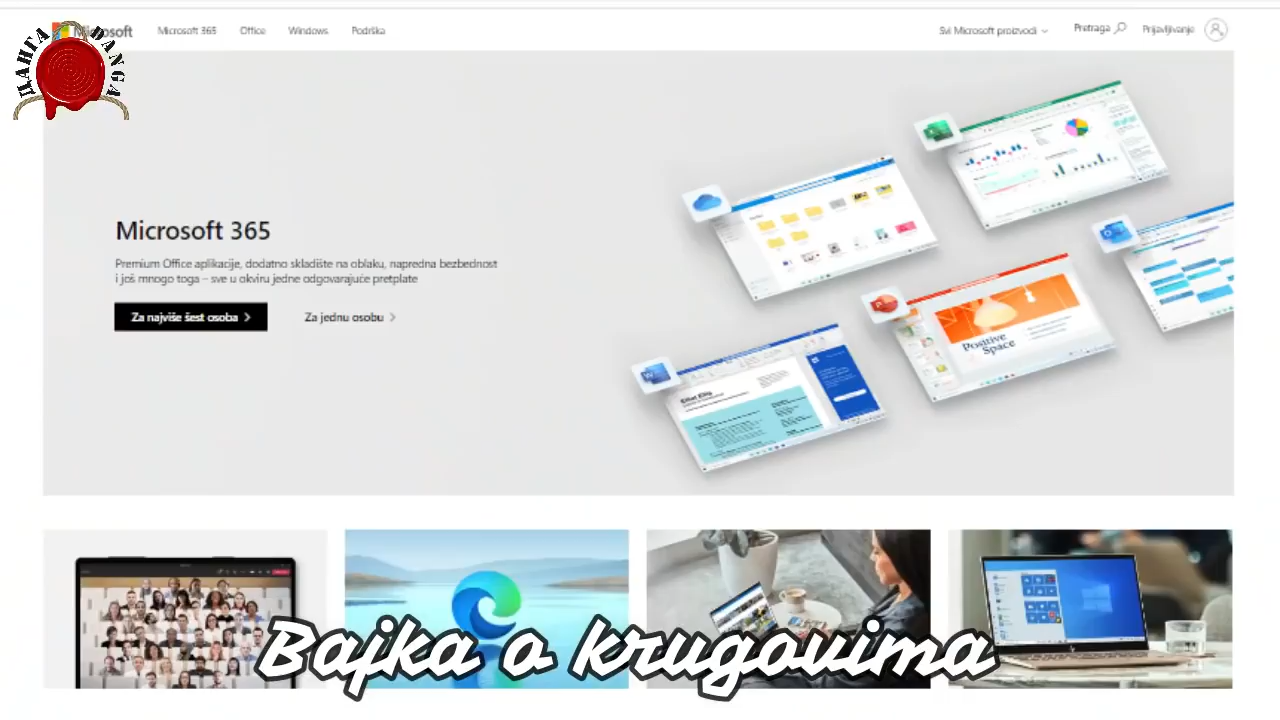 Microsoft
Microsoft 365 Office Windows Podrška
Svi Microsoft proizvodi Pretraga Prijavljivanje
ДАНГА DANGA
Microsoft 365
Premium Office aplikacije, dodatno skladište na oblaku, napredna bezbednost
i još mnogo toga – sve u okviru jedne odgovarajuće pretplate
Za najviše šest osoba
Za jednu osobu
Positive
Space
Bajka o krugovima